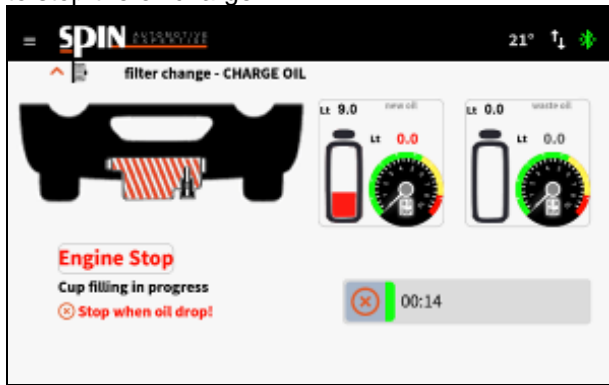 SPIN AUTOMOTIVE EXPERTISE
21°
filter change - CHARGE OIL
Lt 9.0 new oil
Lt 0.0
Lt 0.0 waste oil
Lt 0.0
Engine Stop
Cup filling in progress
Stop when oil drop!
00:14